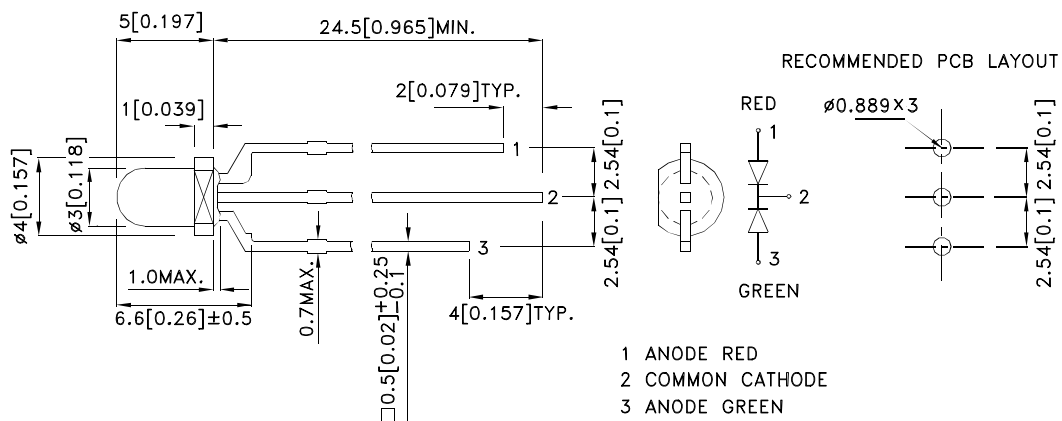 5[0.197]
24.5[0.965]MIN.
RECOMMENDED PCB LAYOUT
2[0.079]TYP.
1[0.039]
RED
ø0.889×3
1
1
2.54[0.1]
2.54[0.1]
ø4[0.157]
ø3[0.118]
2
2
3
3
2.54[0.1]
2.54[0.1]
1.0MAX.
GREEN
6.6[0.26]±0.5
0.7MAX.
□0.5[0.02]+0.25
-0.1
4[0.157]TYP.
1 ANODE RED
2 COMMON CATHODE
3 ANODE GREEN